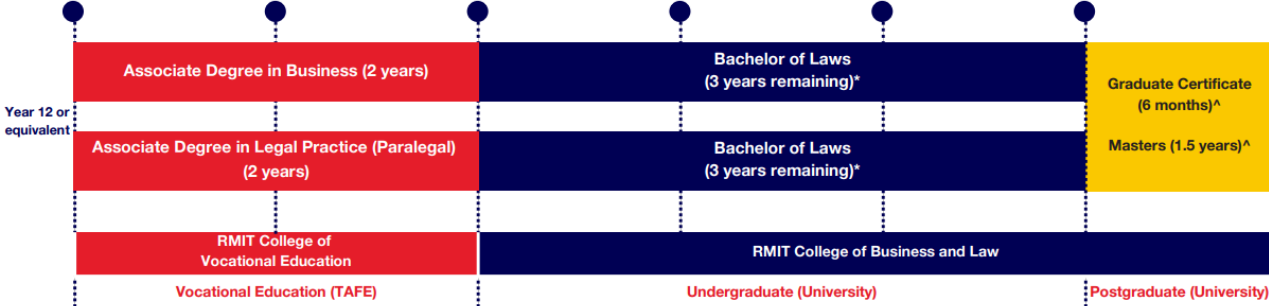 Associate Degree in Business (2 years)
Bachelor of Laws
(3 years remaining)*
Graduate Certificate
(6 months)^
Masters (1.5 years)^
Year 12 or
equivalent
Associate Degree in Legal Practice (Paralegal)
(2 years)
Bachelor of Laws
(3 years remaining)*
RMIT College of
Vocational Education
RMIT College of Business and Law
Vocational Education (TAFE)
Undergraduate (University)
Postgraduate (University)